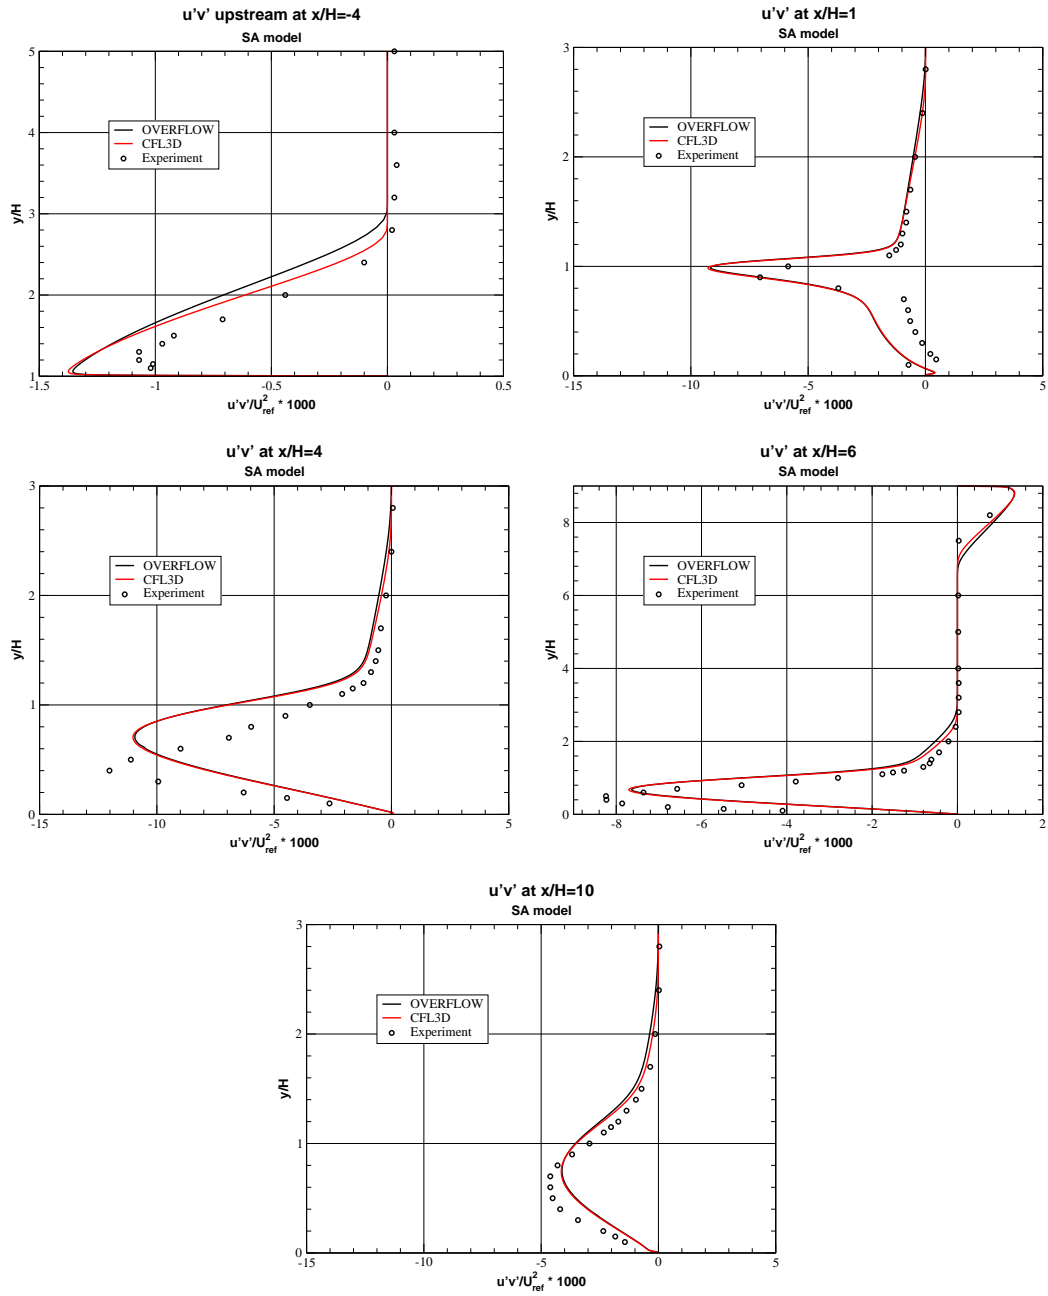 u'v' upstream at x/H=-4
SA model
y/H
5
4
3
2
1
OVERFLOW
CFL3D
Experiment
-1.5
-1
-0.5
0
0.5
u'v'/U²ref * 1000
u'v' at x/H=1
SA model
y/H
3
2
1
0
OVERFLOW
CFL3D
Experiment
-15
-10
-5
0
5
u'v'/U²ref * 1000
u'v' at x/H=4
SA model
y/H
3
2
1
0
OVERFLOW
CFL3D
Experiment
-15
-10
-5
0
5
u'v'/U²ref * 1000
u'v' at x/H=6
SA model
y/H
8
6
4
2
0
OVERFLOW
CFL3D
Experiment
-8
-6
-4
-2
0
2
u'v'/U²ref * 1000
u'v' at x/H=10
SA model
y/H
3
2
1
0
OVERFLOW
CFL3D
Experiment
-15
-10
-5
0
5
u'v'/U²ref * 1000